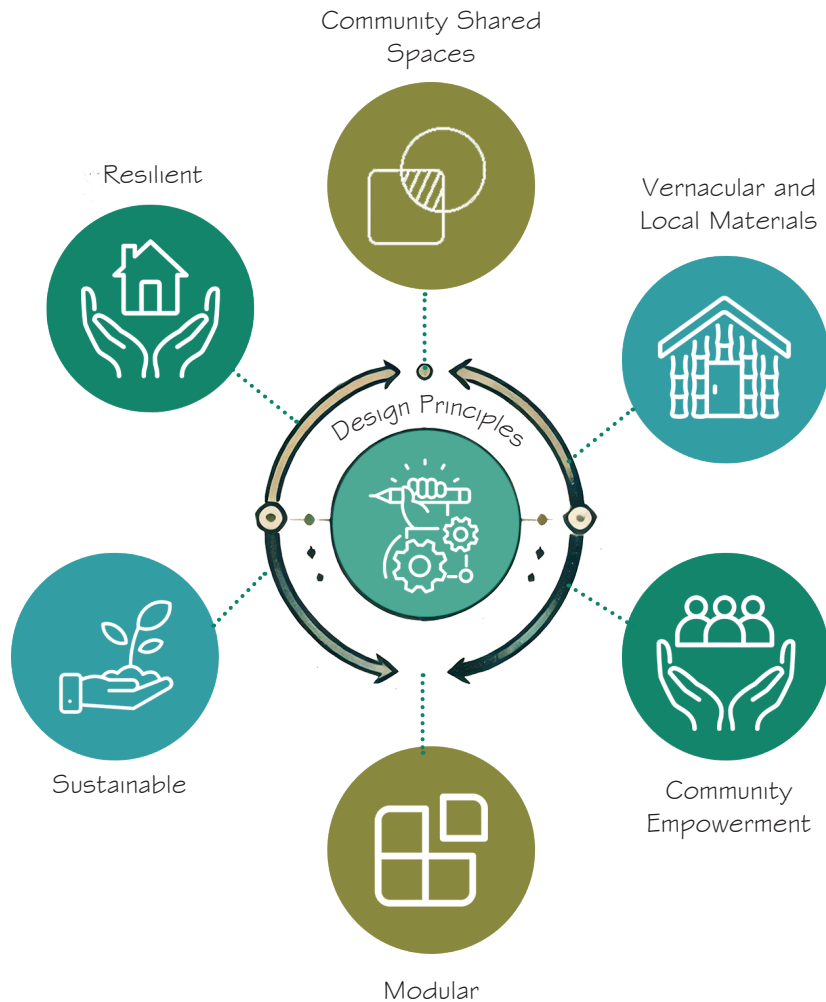 Community Shared
Spaces
Resilient
Vernacular and
Local Materials
Design Principles
Sustainable
Community
Empowerment
Modular